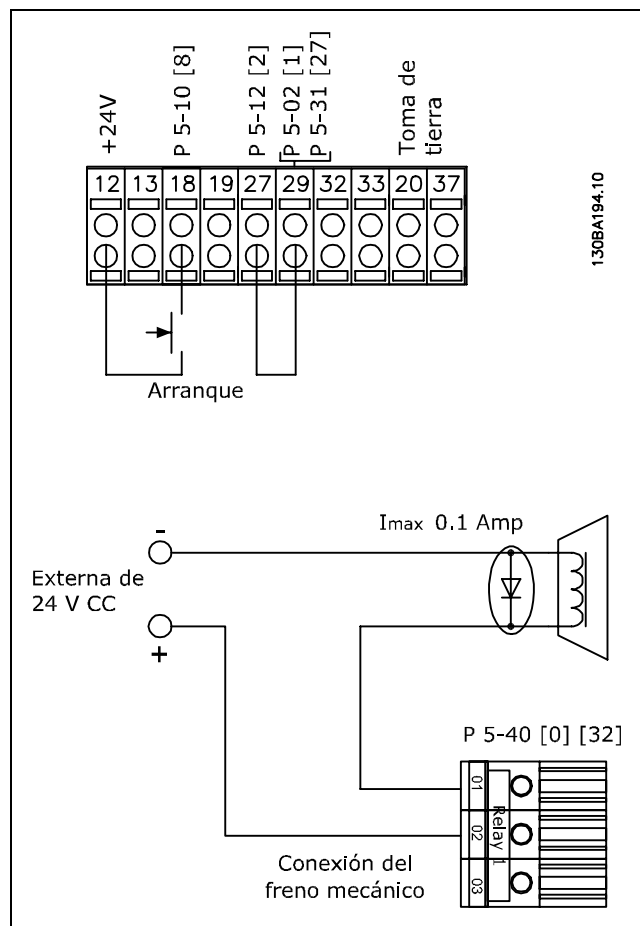 +24V
P 5-10 [8]
P 5-12 [2]
P 5-02 [1]
P 5-31 [27]
Toma de
tierra
12 13 18 19 27 29 32 33 20 37
130BA194.10
Arranque
-
Imax 0.1 Amp
Externa de
24 V CC
+
P 5-40 [0] [32]
01
02
03
Relay 1
Conexión del
freno mecánico